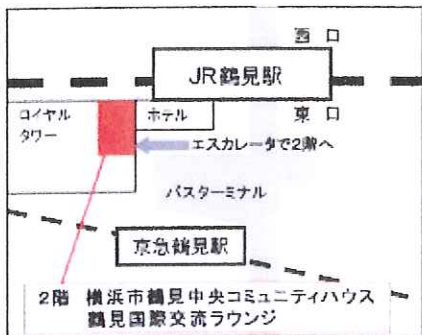 西 口
JR鶴見駅
ロイヤル
タワー
ホテル
東 口
エスカレータで2階へ
バスターミナル
京急鶴見駅
2階 横浜市鶴見中央コミュニティハウス
鶴見国際交流ラウンジ